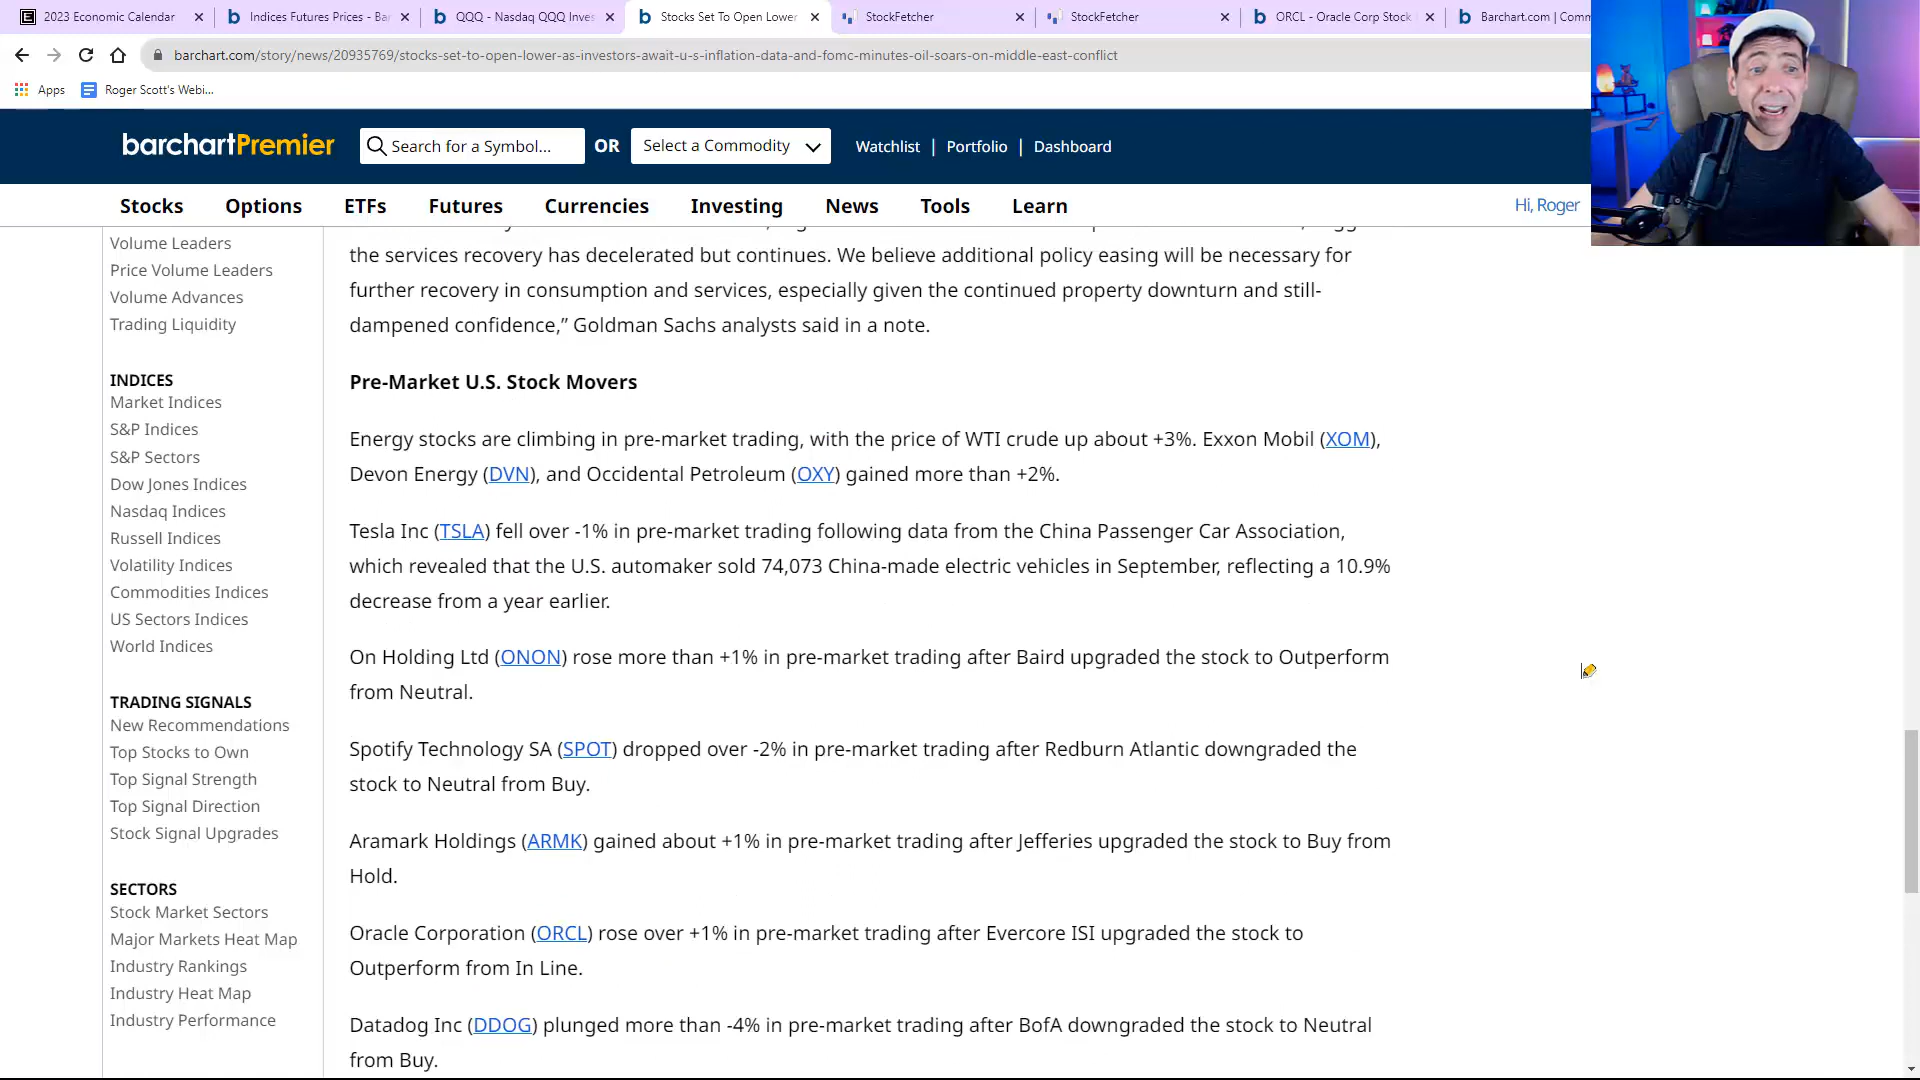 2023 Economic Calendar
Indices Futures Prices - Bar
QQQ - Nasdaq QQQ Inves
Stocks Set To Open Lower
StockFetcher
StockFetcher
ORCL - Oracle Corp Stock
Barchart.com | Comm
barchart.com/story/news/20935769/stocks-set-to-open-lower-as-investors-await-u-s-inflation-data-and-fomc-minutes-oil-soars-on-middle-east-conflict
Apps
Roger Scott's Webi...
barchartPremier
Search for a Symbol...
OR
Select a Commodity
Watchlist | Portfolio | Dashboard
Stocks Options ETFs Futures Currencies Investing News Tools Learn
Hi, Roger
Volume Leaders
Price Volume Leaders
Volume Advances
Trading Liquidity
INDICES
Market Indices
S&P Indices
S&P Sectors
Dow Jones Indices
Nasdaq Indices
Russell Indices
Volatility Indices
Commodities Indices
US Sectors Indices
World Indices
TRADING SIGNALS
New Recommendations
Top Stocks to Own
Top Signal Strength
Top Signal Direction
Stock Signal Upgrades
SECTORS
Stock Market Sectors
Major Markets Heat Map
Industry Rankings
Industry Heat Map
Industry Performance
the services recovery has decelerated but continues. We believe additional policy easing will be necessary for
further recovery in consumption and services, especially given the continued property downturn and still-
dampened confidence,” Goldman Sachs analysts said in a note.
Pre-Market U.S. Stock Movers
Energy stocks are climbing in pre-market trading, with the price of WTI crude up about +3%. Exxon Mobil (XOM),
Devon Energy (DVN), and Occidental Petroleum (OXY) gained more than +2%.
Tesla Inc (TSLA) fell over -1% in pre-market trading following data from the China Passenger Car Association,
which revealed that the U.S. automaker sold 74,073 China-made electric vehicles in September, reflecting a 10.9%
decrease from a year earlier.
On Holding Ltd (ONON) rose more than +1% in pre-market trading after Baird upgraded the stock to Outperform
from Neutral.
Spotify Technology SA (SPOT) dropped over -2% in pre-market trading after Redburn Atlantic downgraded the
stock to Neutral from Buy.
Aramark Holdings (ARMK) gained about +1% in pre-market trading after Jefferies upgraded the stock to Buy from
Hold.
Oracle Corporation (ORCL) rose over +1% in pre-market trading after Evercore ISI upgraded the stock to
Outperform from In Line.
Datadog Inc (DDOG) plunged more than -4% in pre-market trading after BofA downgraded the stock to Neutral
from Buy.